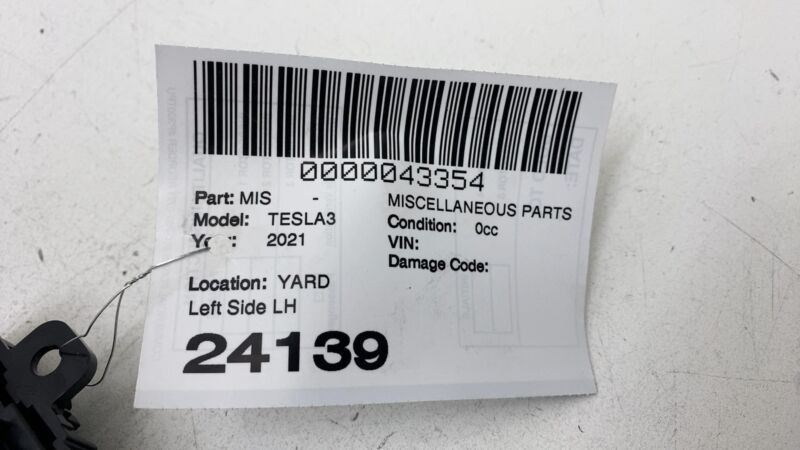 0000043354
Part: MIS - MISCELLANEOUS PARTS
Model: TESLA3 Condition: 0cc
Year: 2021 VIN:
Damage Code:
Location: YARD
Left Side LH
24139